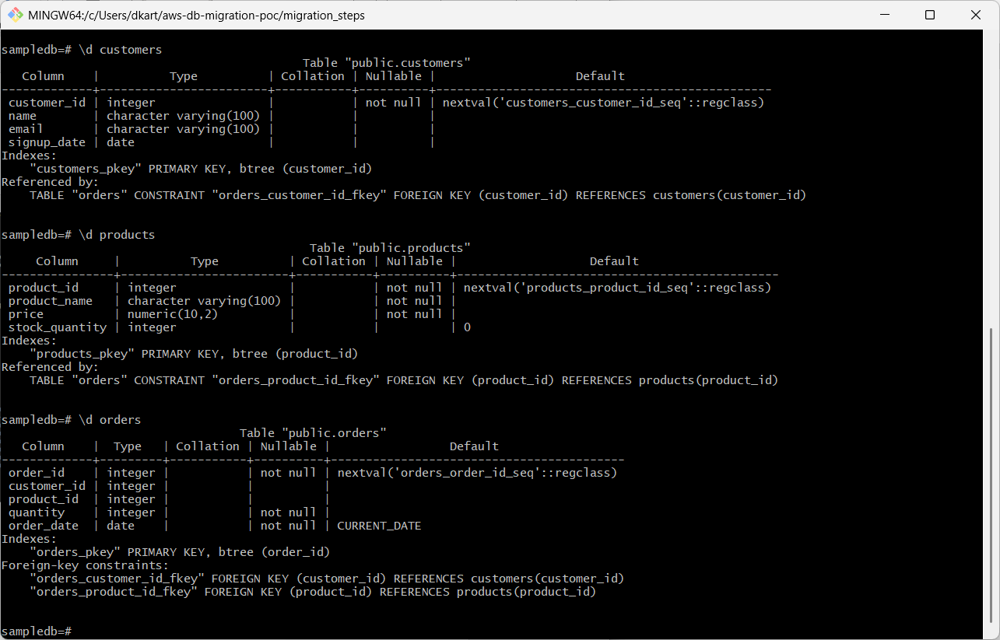 MINGW64:/c/Users/dkart/aws-db-migration-poc/migration_steps
sampledb=# \d customers
                                           Table "public.customers"
   Column    |          Type          | Collation | Nullable |                    Default
-------------+------------------------+-----------+----------+------------------------------------------------
 customer_id | integer                |           | not null | nextval('customers_customer_id_seq'::regclass)
 name        | character varying(100) |           |          |
 email       | character varying(100) |           |          |
 signup_date | date                   |           |          |
Indexes:
    "customers_pkey" PRIMARY KEY, btree (customer_id)
Referenced by:
    TABLE "orders" CONSTRAINT "orders_customer_id_fkey" FOREIGN KEY (customer_id) REFERENCES customers(customer_id)
sampledb=# \d products
                                            Table "public.products"
     Column     |          Type          | Collation | Nullable |                   Default
----------------+------------------------+-----------+----------+----------------------------------------------
 product_id     | integer                |           | not null | nextval('products_product_id_seq'::regclass)
 product_name   | character varying(100) |           | not null |
 price          | numeric(10,2)          |           | not null |
 stock_quantity | integer                |           |          | 0
Indexes:
    "products_pkey" PRIMARY KEY, btree (product_id)
Referenced by:
    TABLE "orders" CONSTRAINT "orders_product_id_fkey" FOREIGN KEY (product_id) REFERENCES products(product_id)
sampledb=# \d orders
                                  Table "public.orders"
   Column    |  Type   | Collation | Nullable |                 Default
-------------+---------+-----------+----------+------------------------------------------
 order_id    | integer |           | not null | nextval('orders_order_id_seq'::regclass)
 customer_id | integer |           |          |
 product_id  | integer |           |          |
 quantity    | integer |           | not null |
 order_date  | date    |           | not null | CURRENT_DATE
Indexes:
    "orders_pkey" PRIMARY KEY, btree (order_id)
Foreign-key constraints:
    "orders_customer_id_fkey" FOREIGN KEY (customer_id) REFERENCES customers(customer_id)
    "orders_product_id_fkey" FOREIGN KEY (product_id) REFERENCES products(product_id)
sampledb=#